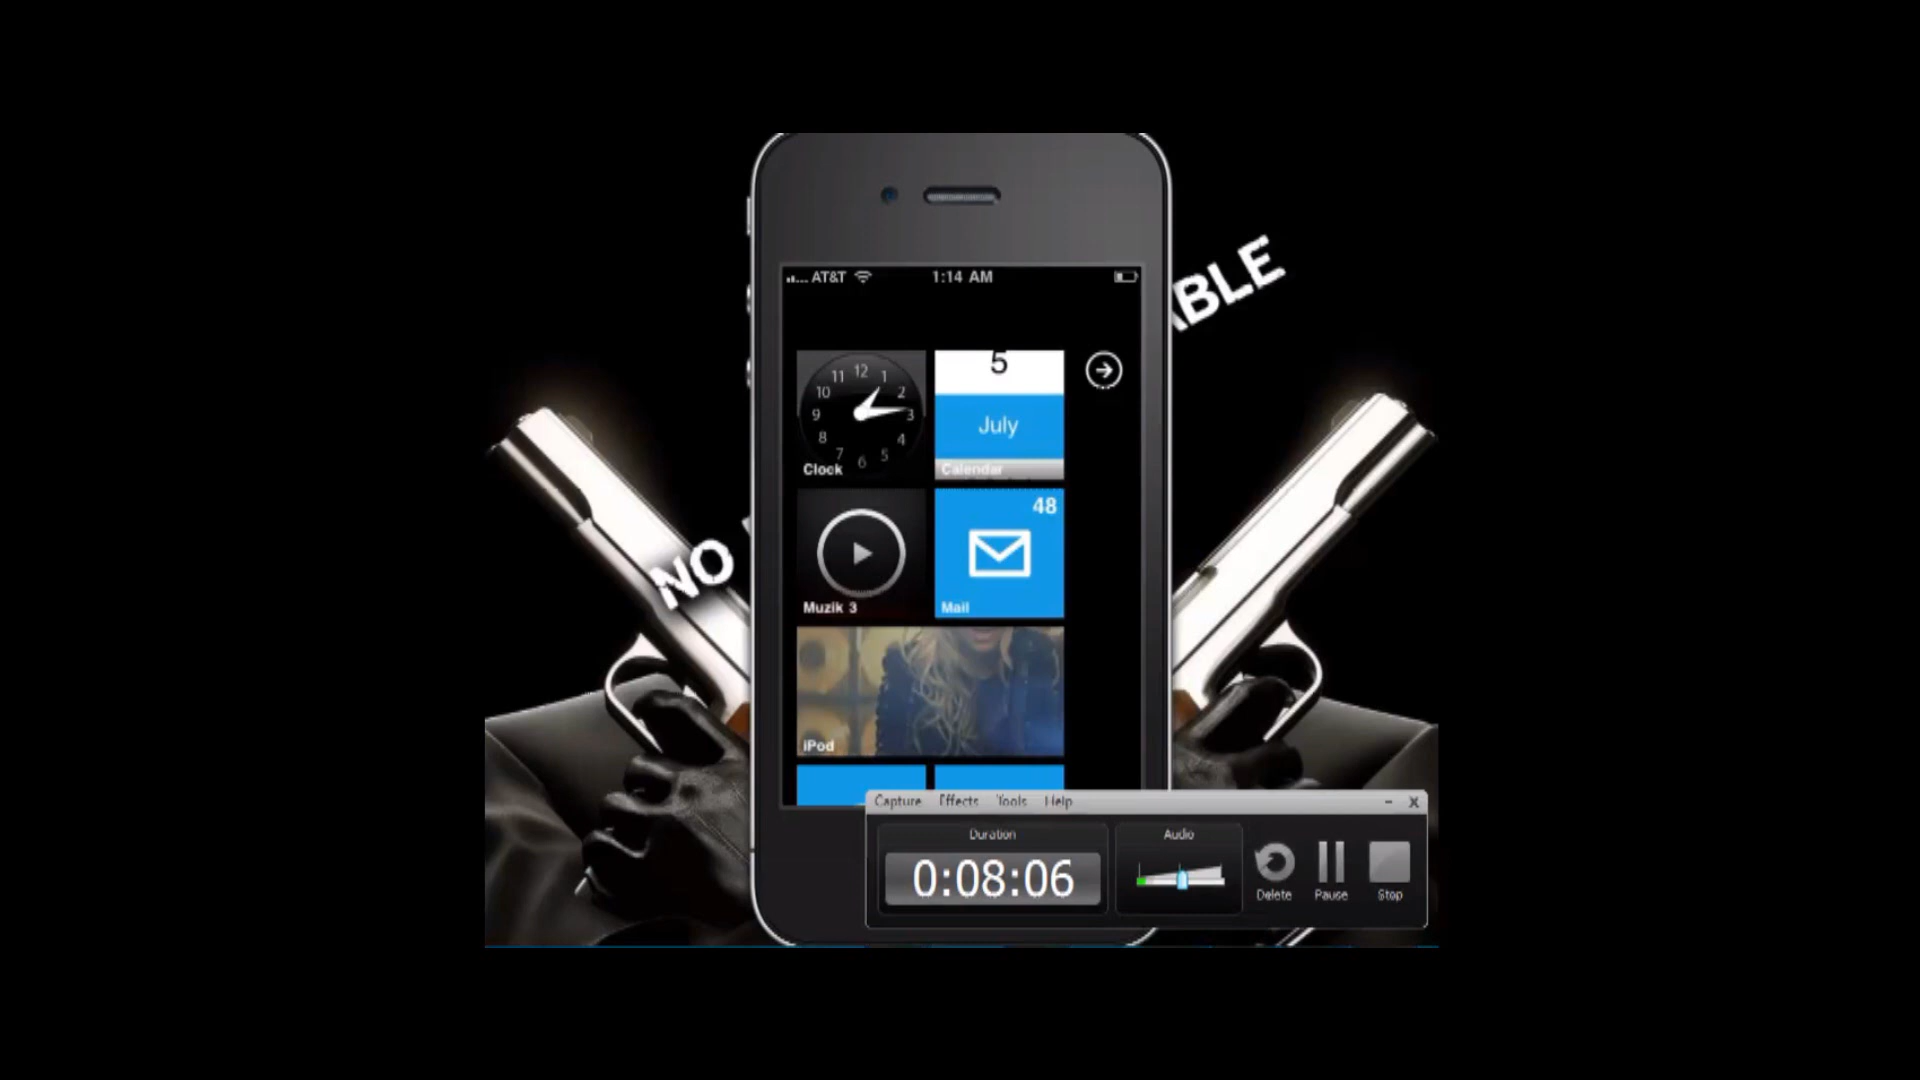 AT&T 1:14 AM
ABLE
12
11 1
10 2
9 3
8 4
7 5
6
Clock
5
July
Calendar
NO
Muzik 3
48
Mail
iPod
Capture Effects Tools Help
Duration
Audio
0:08:06
Delete Pause Stop